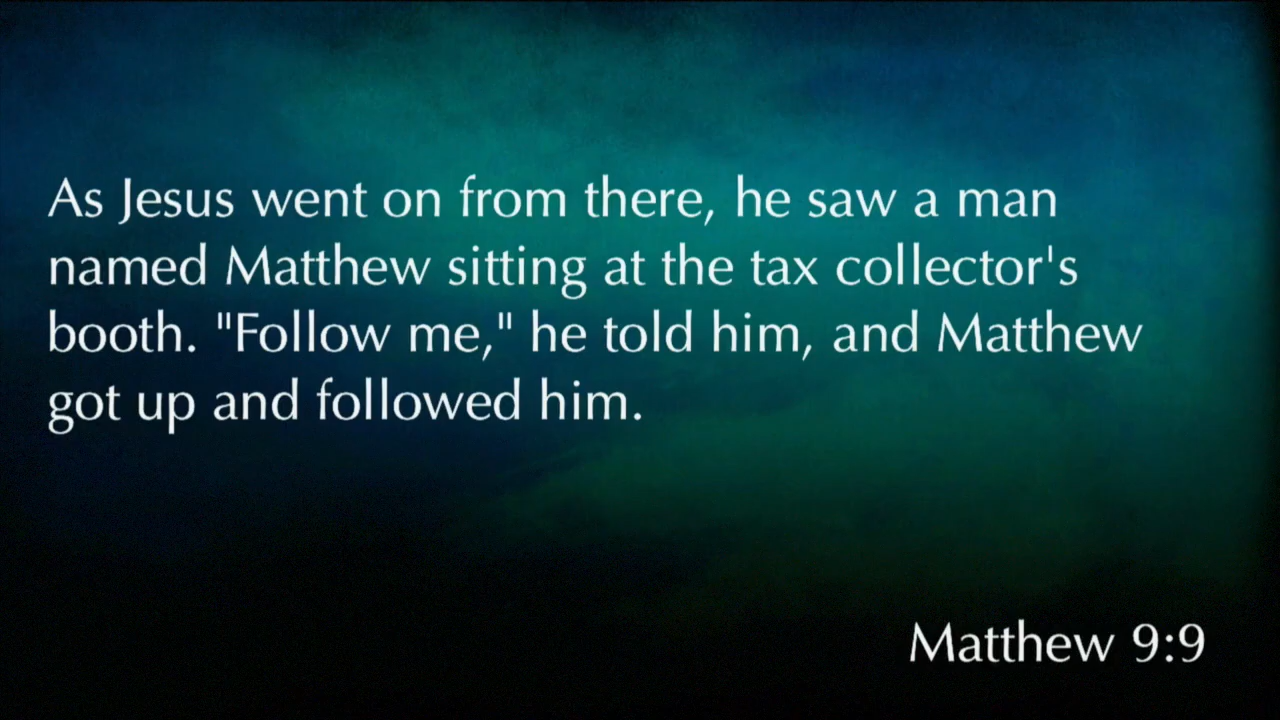 As Jesus went on from there, he saw a man
named Matthew sitting at the tax collector's
booth. "Follow me," he told him, and Matthew
got up and followed him.
Matthew 9:9